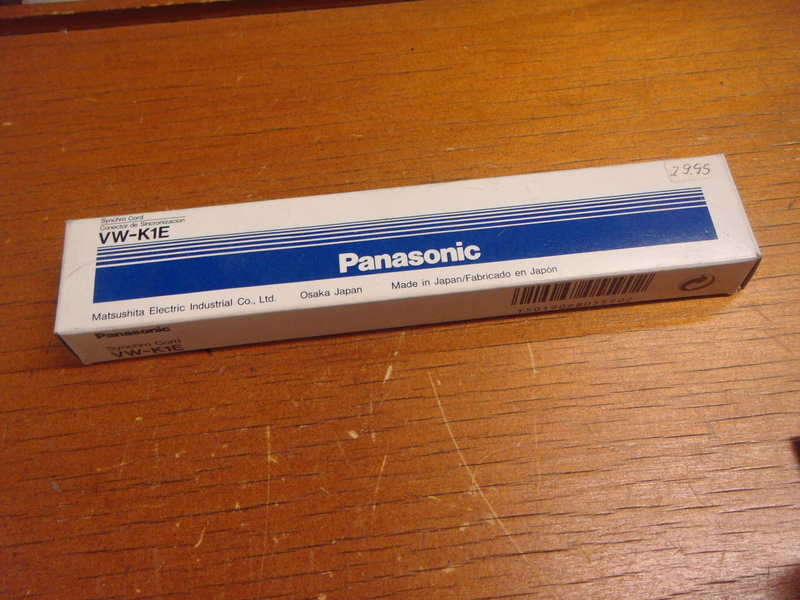 29.95
Synchro Cord
Conector de Sincronizacion
VW-K1E
Panasonic
Matsushita Electric Industrial Co., Ltd. Osaka Japan Made in Japan/Fabricado en Japón
Panasonic
Synchro Cord
VW-K1E